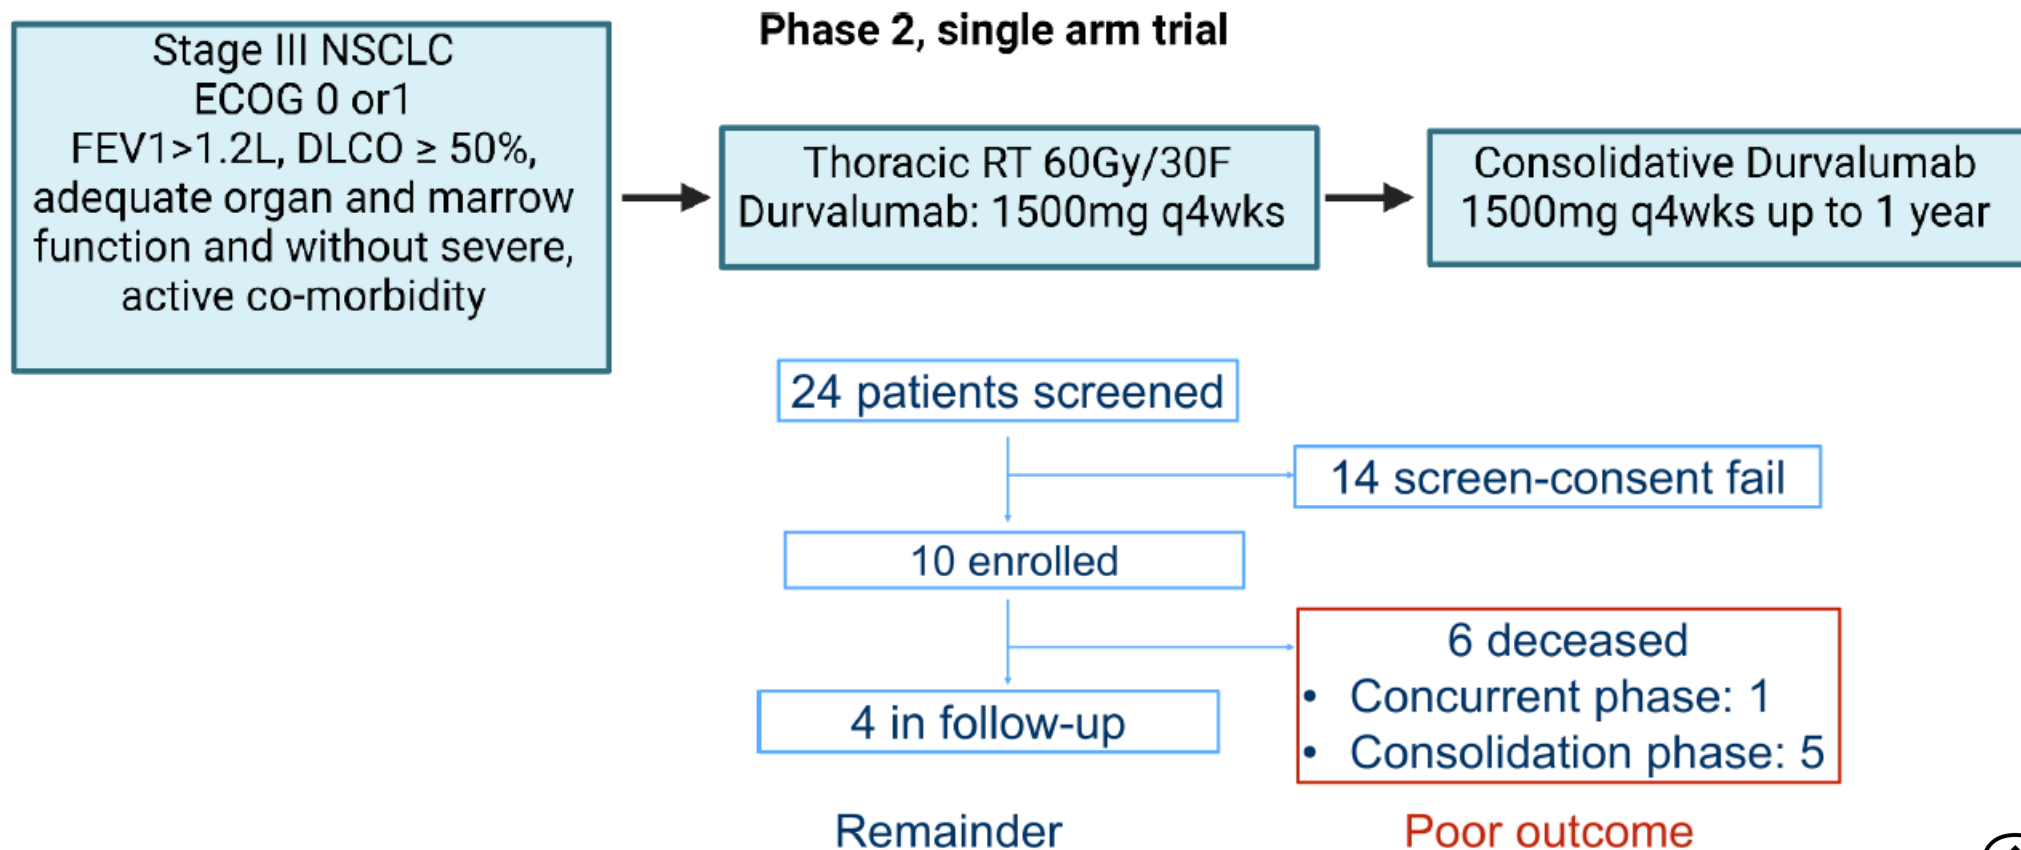 Phase 2, single arm trial
Stage III NSCLC
ECOG 0 or1
FEV1>1.2L, DLCO ≥ 50%,
adequate organ and marrow
function and without severe,
active co-morbidity
Thoracic RT 60Gy/30F
Durvalumab: 1500mg q4wks
Consolidative Durvalumab
1500mg q4wks up to 1 year
24 patients screened
14 screen-consent fail
10 enrolled
6 deceased
• Concurrent phase: 1
• Consolidation phase: 5
4 in follow-up
Remainder
Poor outcome